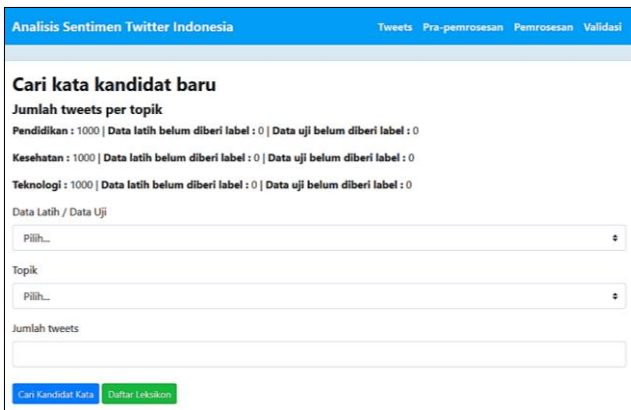 Analisis Sentimen Twitter Indonesia Tweets Pra-pemrosesan Pemrosesan Validasi
Cari kata kandidat baru
Jumlah tweets per topik
Pendidikan : 1000 | Data latih belum diberi label : 0 | Data uji belum diberi label : 0
Kesehatan : 1000 | Data latih belum diberi label : 0 | Data uji belum diberi label : 0
Teknologi : 1000 | Data latih belum diberi label : 0 | Data uji belum diberi label : 0
Data Latih / Data Uji
Pilih...
Topik
Pilih...
Jumlah tweets
Cari Kandidat Kata Daftar Leksikon